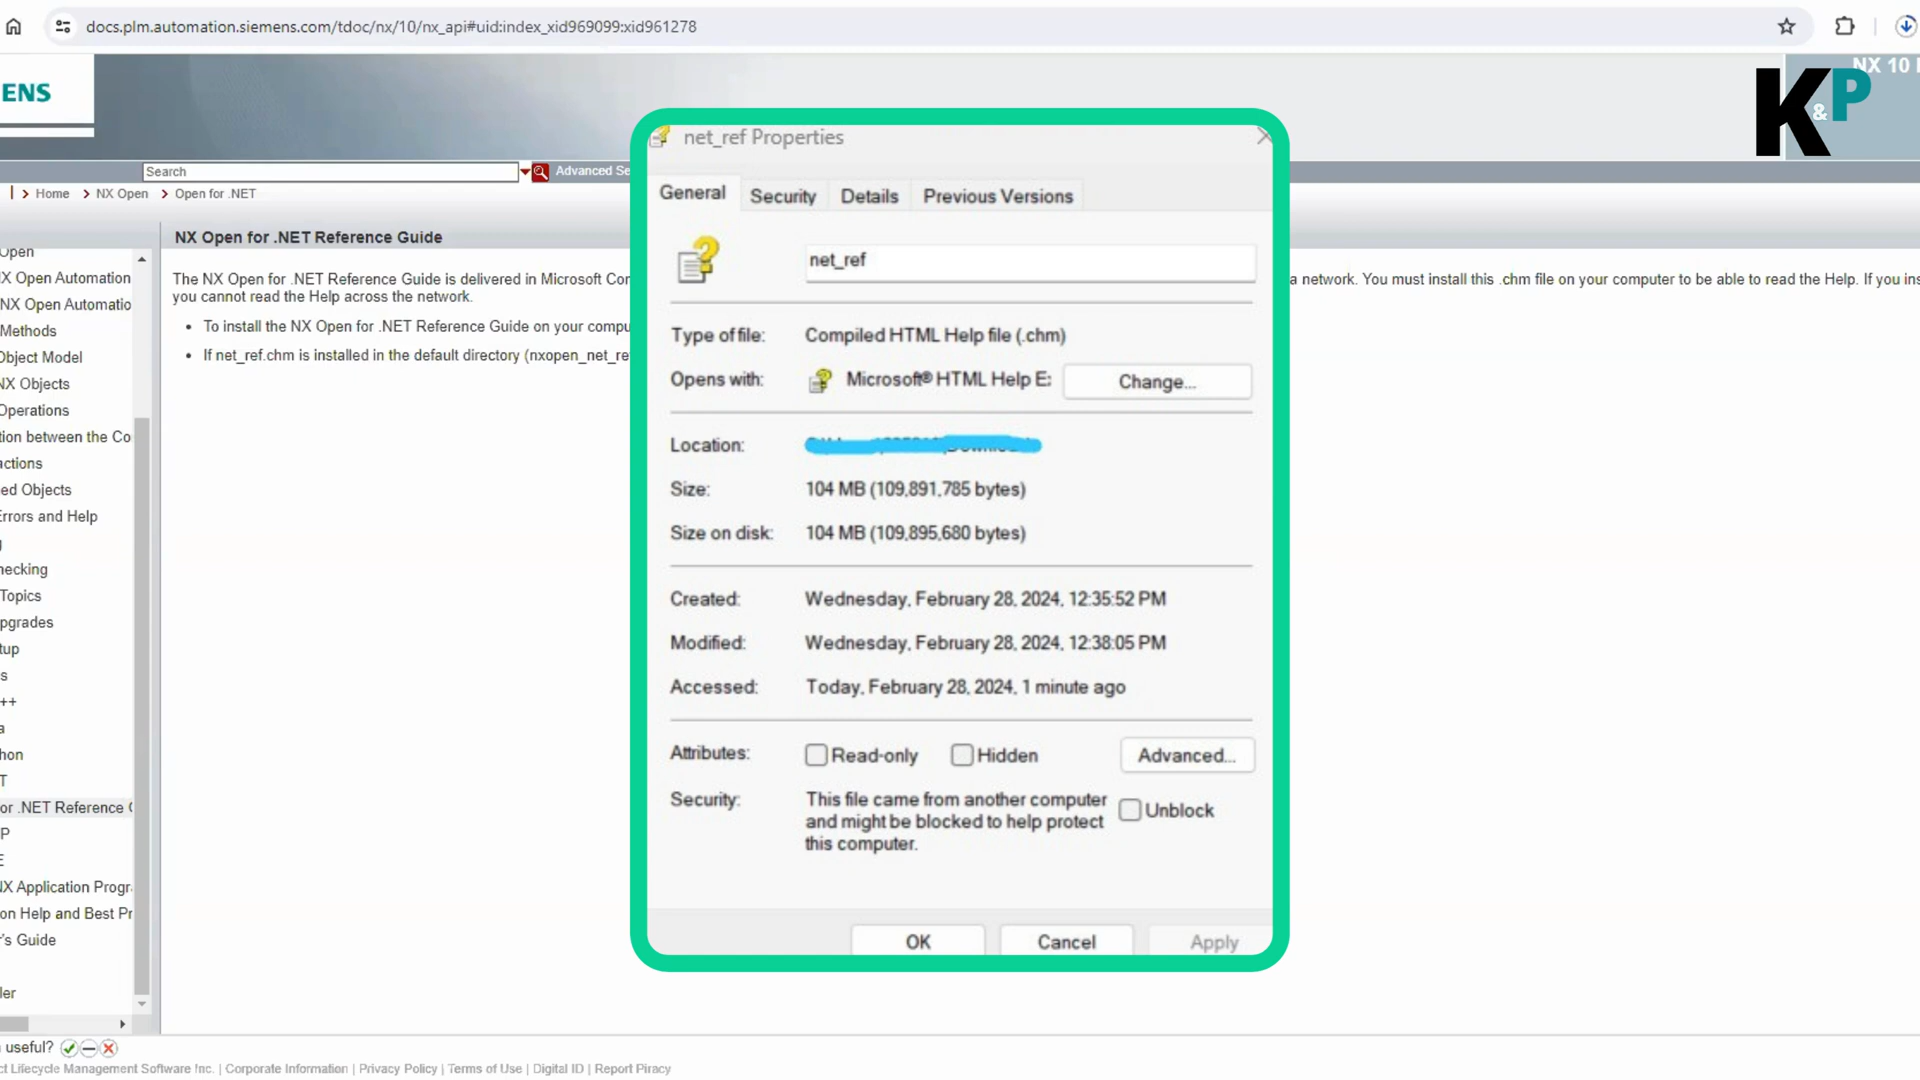 docs.plm.automation.siemens.com/tdoc/nx/10/nx_api#uid:index_xid969099:xid961278
ENS
NX 10
K&P
Search
Advanced Se
Home
NX Open
Open for .NET
NX Open for .NET Reference Guide
The NX Open for .NET Reference Guide is delivered in Microsoft Co
a network. You must install this .chm file on your computer to be able to read the Help. If you ins
you cannot read the Help across the network.
To install the NX Open for .NET Reference Guide on your compu
If net_ref.chm is installed in the default directory (nxopen_net_re
Open
X Open Automation
NX Open Automatio
Methods
Object Model
NX Objects
Operations
tion between the Co
actions
ed Objects
Errors and Help
hecking
Topics
pgrades
tup
s
++
a
hon
T
or .NET Reference
P
E
NX Application Progr
on Help and Best Pr
r's Guide
ler
net_ref Properties
General
Security
Details
Previous Versions
net_ref
Type of file: Compiled HTML Help file (.chm)
Opens with: Microsoft® HTML Help E: Change...
Location:
Size: 104 MB (109,891,785 bytes)
Size on disk: 104 MB (109,895,680 bytes)
Created: Wednesday, February 28, 2024, 12:35:52 PM
Modified: Wednesday, February 28, 2024, 12:38:05 PM
Accessed: Today, February 28, 2024, 1 minute ago
Attributes: Read-only Hidden Advanced...
Security: This file came from another computer
and might be blocked to help protect
this computer.
Unblock
OK
Cancel
Apply
useful?
ct Lifecycle Management Software Inc. | Corporate Information | Privacy Policy | Terms of Use | Digital ID | Report Piracy